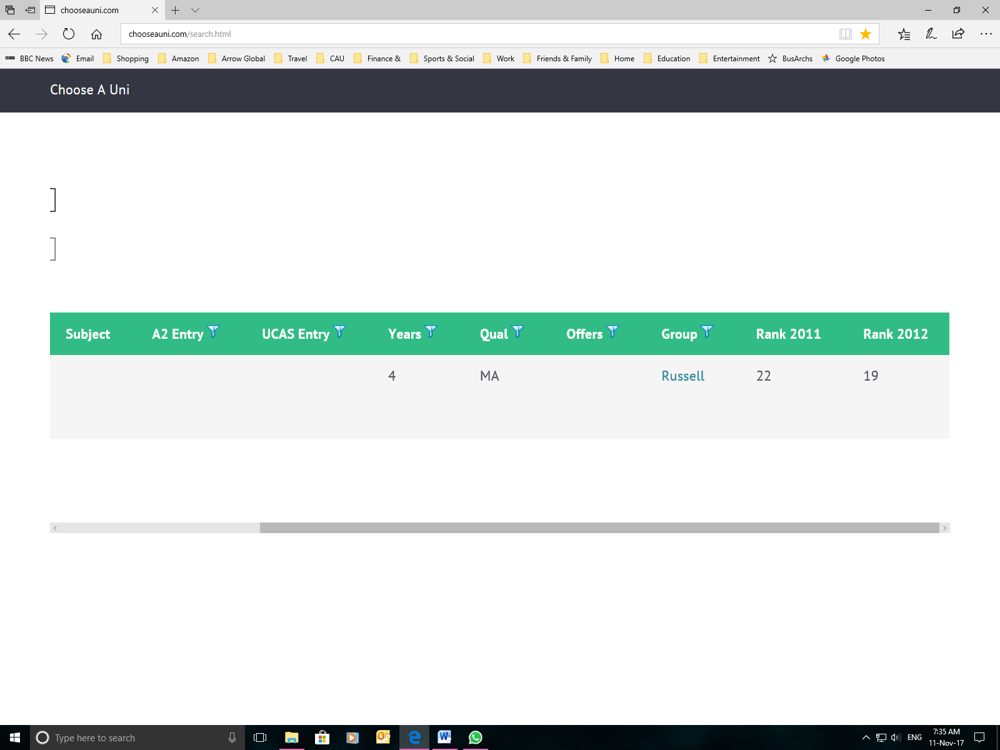 chooseauni.com
chooseauni.com/search.html
BBC News Email Shopping Amazon Arrow Global Travel CAU Finance & Sports & Social Work Friends & Family Home Education Entertainment BusArchs Google Photos
Choose A Uni
]
]
Subject A2 Entry UCAS Entry Years Qual Offers Group Rank 2011 Rank 2012
4 MA Russell 22 19
Type here to search
ENG
7:35 AM
11-Nov-17